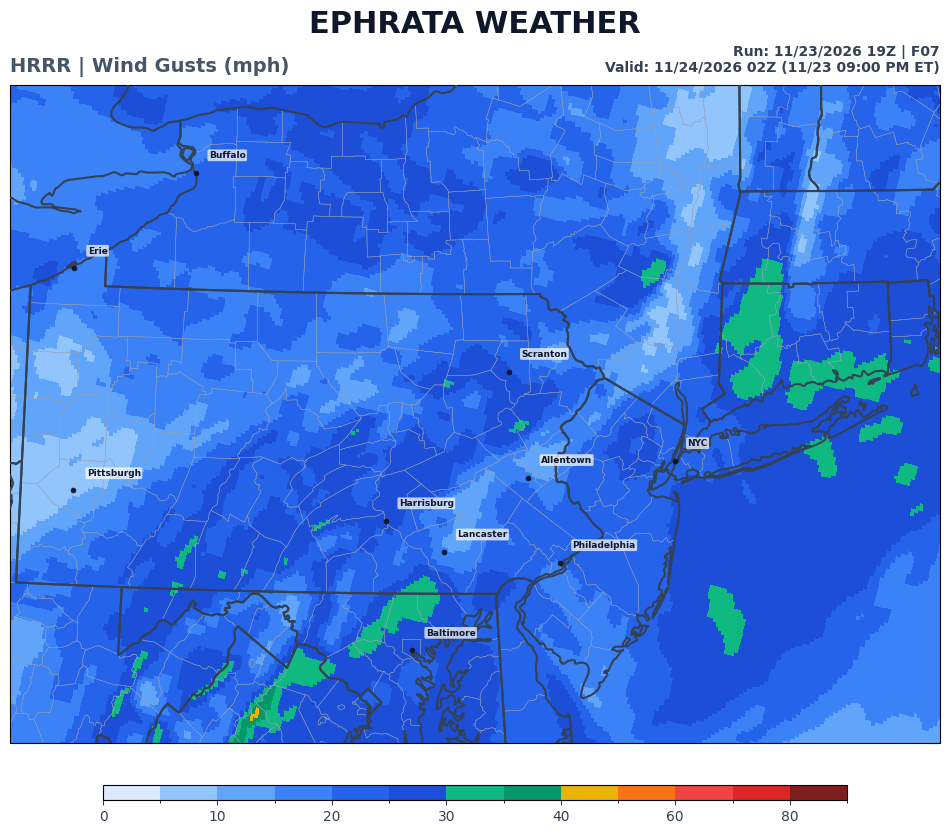 EPHRATA WEATHER
HRRR | Wind Gusts (mph)
Run: 11/23/2026 19Z | F07
Valid: 11/24/2026 02Z (11/23 09:00 PM ET)
Buffalo
Erie
Scranton
NYC
Allentown
Pittsburgh
Harrisburg
Lancaster
Philadelphia
Baltimore
0 10 20 30 40 50 60 70 80